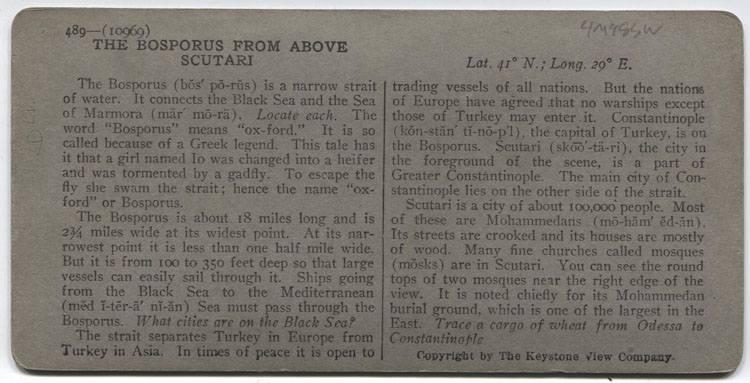 489—(10969)
THE BOSPORUS FROM ABOVE
SCUTARI
The Bosporus (bŏs' pō-rŭs) is a narrow strait
of water. It connects the Black Sea and the Sea
of Marmora (mär' mō-rä). Locate each. The
word "Bosporus" means "ox-ford." It is so
called because of a Greek legend. This tale has
it that a girl named Io was changed into a heifer
and was tormented by a gadfly. To escape the
fly she swam the strait; hence the name "ox-
ford" or Bosporus.
The Bosporus is about 18 miles long and is
2¾ miles wide at its widest point. At its nar-
rowest point it is less than one half mile wide.
But it is from 100 to 350 feet deep so that large
vessels can easily sail through it. Ships going
from the Black Sea to the Mediterranean
(mĕd ĭ-tĕr-ā' nĭ-ăn) Sea must pass through the
Bosporus. What cities are on the Black Sea?
The strait separates Turkey in Europe from
Turkey in Asia. In times of peace it is open to
Lat. 41° N.; Long. 29° E.
trading vessels of all nations. But the nations
of Europe have agreed that no warships except
those of Turkey may enter it. Constantinople
(kŏn-stăn' tĭ-nō-p'l), the capital of Turkey, is on
the Bosporus. Scutari (skōō'-tä-ri), the city in
the foreground of the scene, is a part of
Greater Constantinople. The main city of Con-
stantinople lies on the other side of the strait.
Scutari is a city of about 100,000 people. Most
of these are Mohammedans (mō-hăm' ĕd-ăn).
Its streets are crooked and its houses are mostly
of wood. Many fine churches called mosques
(mŏsks) are in Scutari. You can see the round
tops of two mosques near the right edge of the
view. It is noted chiefly for its Mohammedan
burial ground, which is one of the largest in the
East. Trace a cargo of wheat from Odessa to
Constantinople
Copyright by The Keystone View Company.